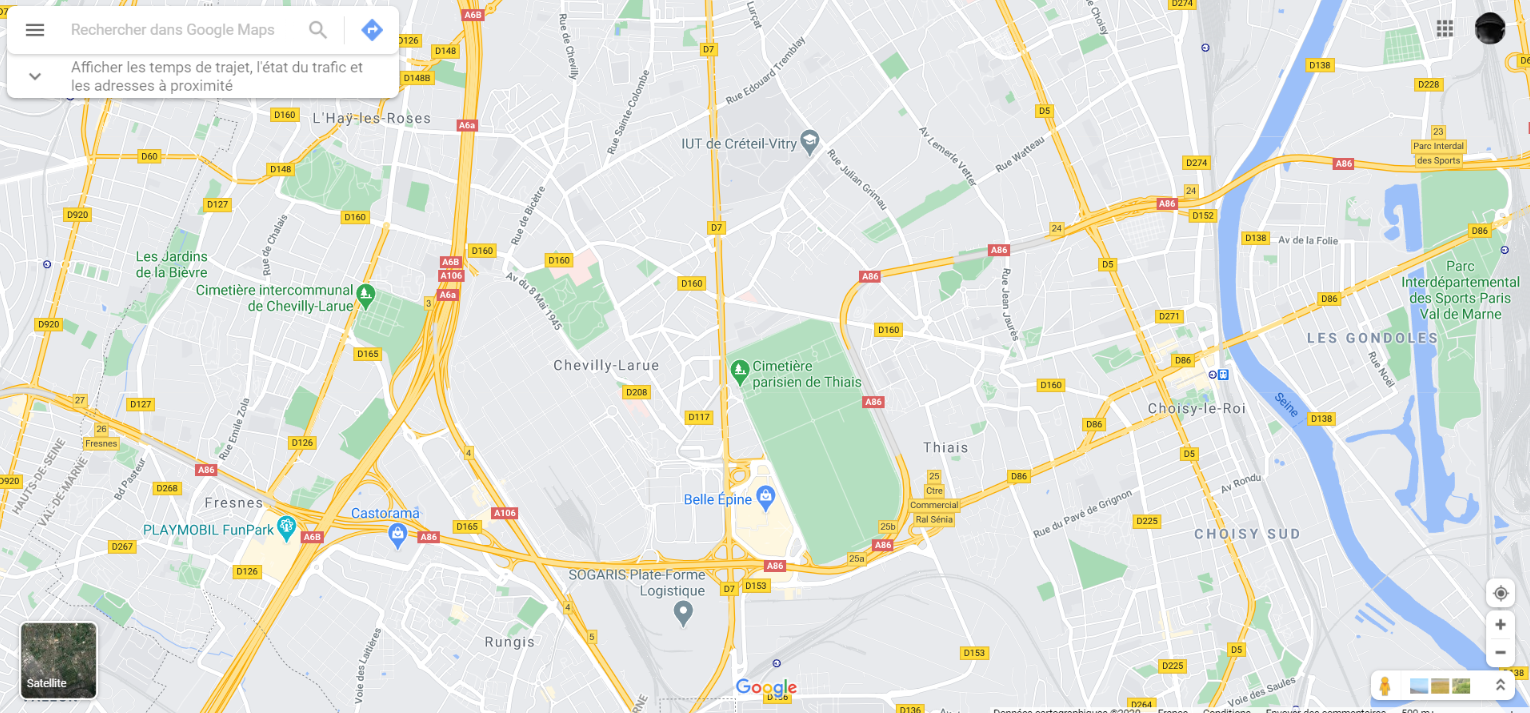 Rechercher dans Google Maps
Afficher les temps de trajet, l'état du trafic et
les adresses à proximité
A6B
D7
D274
D126
D148
D148B
Rue de Chevilly
Rue Sainte-Colombe
Lurçat
Rue Edouard Tremblay
D138
D228
D5
D160
L'Haÿ-les-Roses
A6a
IUT de Créteil-Vitry
Av Lemerle Vetter
Rue Watteau
Rue Julian Grimau
23
Parc Interdal
des Sports
D60
D148
D274
A86
D920
D127
D160
Rue de Chalais
Rue de Bicêtre
D7
24
A86
D152
24
D86
D160
A86
D138
Av de la Folie
Les Jardins
de la Bièvre
A6B
A106
A6a
3
D160
Av du 8 Mai 1945
D160
A86
Rue Jean Jaurès
D5
Parc
Interdépartemental
des Sports Paris
Val de Marne
Cimetière intercommunal
de Chevilly-Larue
D86
D920
D165
D160
D271
LES GONDOLES
Chevilly-Larue
Cimetière
parisien de Thiais
D86
Rue Noël
D208
D160
A86
27
D127
Rue Emile Zola
D117
Choisy-le-Roi
Seine
D138
26
Fresnes
D126
4
D86
Thiais
D5
HAUTS-DE-SEINE
VAL-DE-MARNE
A86
D920
Bd Pasteur
D268
Fresnes
25
Ctre
Commercial
Ral Sénia
D86
Av Rondu
Belle Épine
Rue du Pavé de Grignon
PLAYMOBIL FunPark
Castorama
A106
D165
25b
D225
CHOISY SUD
A6B
A86
A86
D267
D126
25a
A86
SOGARIS Plate-Forme
Logistique
D7
D153
4
5
Rungis
Voie des Laitières
D153
D5
D225
Voie des Saules
D138
Satellite
Google
D136
D264
Données cartographiques ©2020
France
Conditions
Envoyer des commentaires
500 m